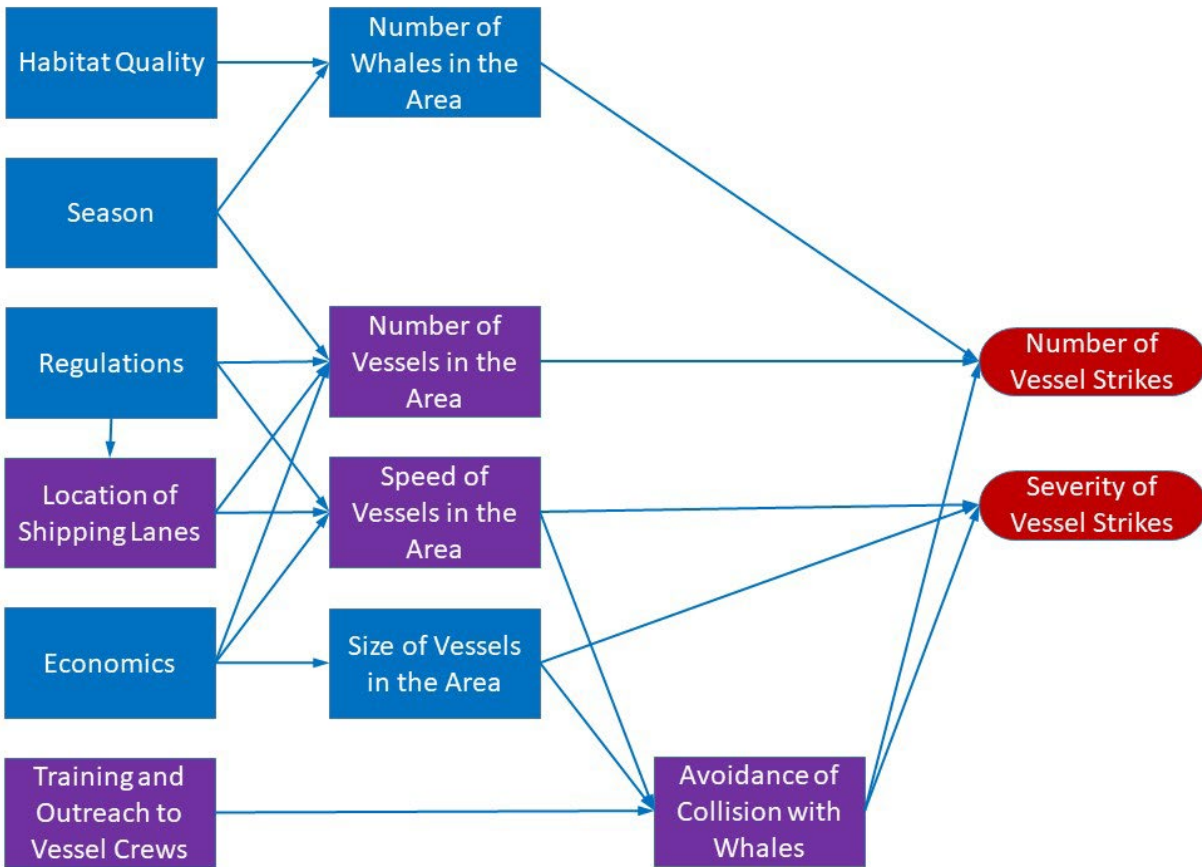 Habitat Quality
Number of
Whales in the
Area
Season
Regulations
Number of
Vessels in the
Area
Number of
Vessel Strikes
Location of
Shipping Lanes
Speed of
Vessels in the
Area
Severity of
Vessel Strikes
Economics
Size of Vessels
in the Area
Training and
Outreach to
Vessel Crews
Avoidance of
Collision with
Whales